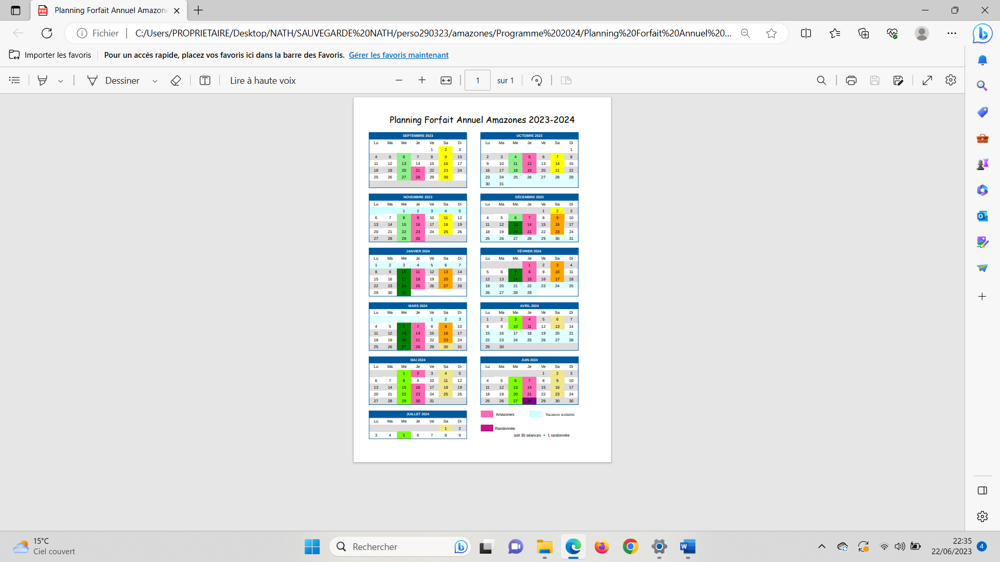 Planning Forfait Annuel Amazone
Fichier
C:/Users/PROPRIETAIRE/Desktop/NATH/SAUVEGARDE%20NATH/perso290323/amazones/Programme%202024/Planning%20Forfait%20Annuel%20...
Importer les favoris
Pour un accès rapide, placez vos favoris ici dans la barre des Favoris. Gérer les favoris maintenant
Dessiner
Lire à haute voix
1 sur 1
Planning Forfait Annuel Amazones 2023-2024
SEPTEMBRE 2023
Lu Ma Me Je Ve Sa Di
1 2 3
4 5 6 7 8 9 10
11 12 13 14 15 16 17
18 19 20 21 22 23 24
25 26 27 28 29 30
OCTOBRE 2023
Lu Ma Me Je Ve Sa Di
1
2 3 4 5 6 7 8
9 10 11 12 13 14 15
16 17 18 19 20 21 22
23 24 25 26 27 28 29
30 31
NOVEMBRE 2023
Lu Ma Me Je Ve Sa Di
1 2 3 4 5
6 7 8 9 10 11 12
13 14 15 16 17 18 19
20 21 22 23 24 25 26
27 28 29 30
DÉCEMBRE 2023
Lu Ma Me Je Ve Sa Di
1 2 3
4 5 6 7 8 9 10
11 12 13 14 15 16 17
18 19 20 21 22 23 24
25 26 27 28 29 30 31
JANVIER 2024
Lu Ma Me Je Ve Sa Di
1 2 3 4 5 6 7
8 9 10 11 12 13 14
15 16 17 18 19 20 21
22 23 24 25 26 27 28
29 30 31
FÉVRIER 2024
Lu Ma Me Je Ve Sa Di
1 2 3 4
5 6 7 8 9 10 11
12 13 14 15 16 17 18
19 20 21 22 23 24 25
26 27 28 29
MARS 2024
Lu Ma Me Je Ve Sa Di
1 2 3
4 5 6 7 8 9 10
11 12 13 14 15 16 17
18 19 20 21 22 23 24
25 26 27 28 29 30 31
AVRIL 2024
Lu Ma Me Je Ve Sa Di
1 2 3 4 5 6 7
8 9 10 11 12 13 14
15 16 17 18 19 20 21
22 23 24 25 26 27 28
29 30
MAI 2024
Lu Ma Me Je Ve Sa Di
1 2 3 4 5
6 7 8 9 10 11 12
13 14 15 16 17 18 19
20 21 22 23 24 25 26
27 28 29 30 31
JUIN 2024
Lu Ma Me Je Ve Sa Di
1 2 3
4 5 6 7 8 9 10
11 12 13 14 15 16 17
18 19 20 21 22 23 24
25 26 27 28 29 30 30
JUILLET 2024
Lu Ma Me Je Ve Sa Di
1 2
3 4 5 6 7 8 9
Amazones
Vacances scolaires
Randonnée
soit 30 séances + 1 randonnée
15°C
Ciel couvert
Rechercher
22:35
22/06/2023
4